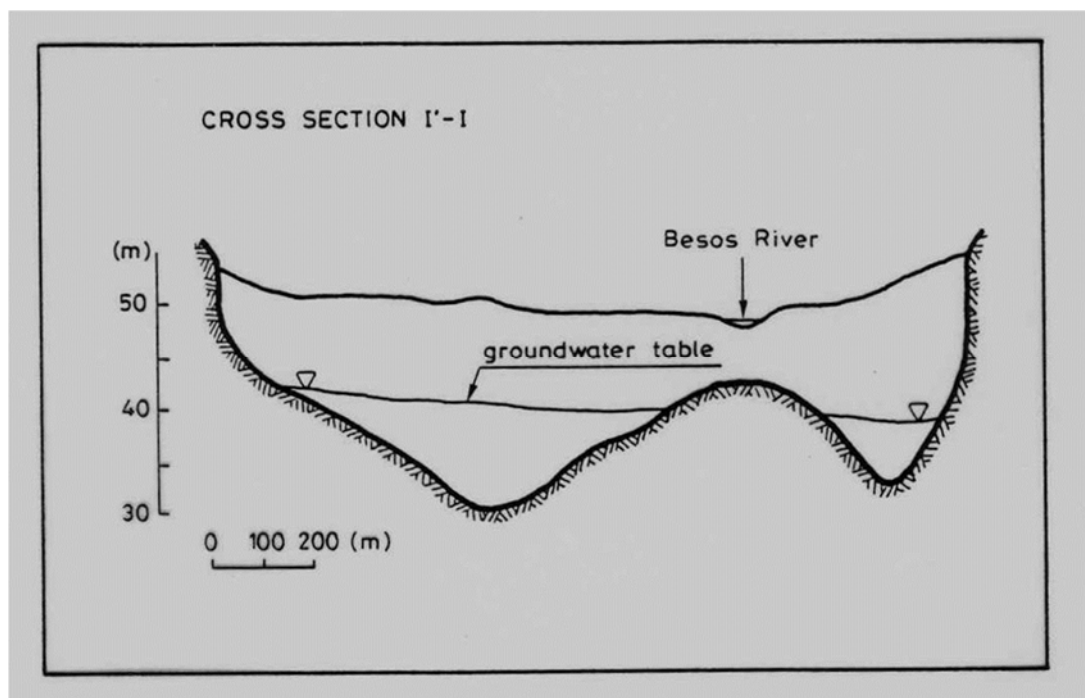 CROSS SECTION I'-I
Besos River
(m)
50
groundwater table
40
30
0 100 200 (m)